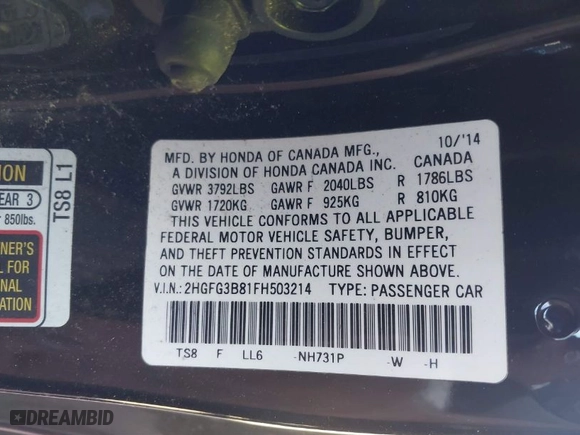 10/'14
MFD. BY HONDA OF CANADA MFG.,
A DIVISION OF HONDA CANADA INC. CANADA
GVWR 3792LBS GAWR F 2040LBS R 1786LBS
GVWR 1720KG GAWR F 925KG R 810KG
THIS VEHICLE CONFORMS TO ALL APPLICABLE
FEDERAL MOTOR VEHICLE SAFETY, BUMPER,
AND THEFT PREVENTION STANDARDS IN EFFECT
ON THE DATE OF MANUFACTURE SHOWN ABOVE.
V.I.N.: 2HGFG3B81FH503214 TYPE: PASSENGER CAR
TS8 F LL6 -NH731P -W -H
ION
EAR 3
850lbs.
NER'S
L FOR
ONAL
ATION
TS8 L1
DREAMBID